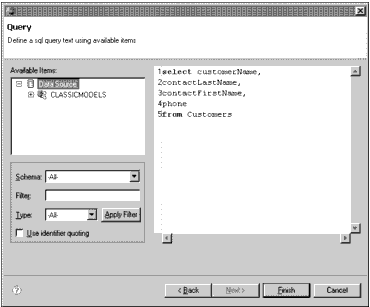 Query
Define a sql query text using available items
Available Items:
Data Source
CLASSICMODELS
1select customerName,
2contactLastName,
3contactFirstName,
4phone
5from Customers
Schema: -All-
Filter:
Type: -All- Apply Filter
Use identifier quoting
< Back Next > Finish Cancel